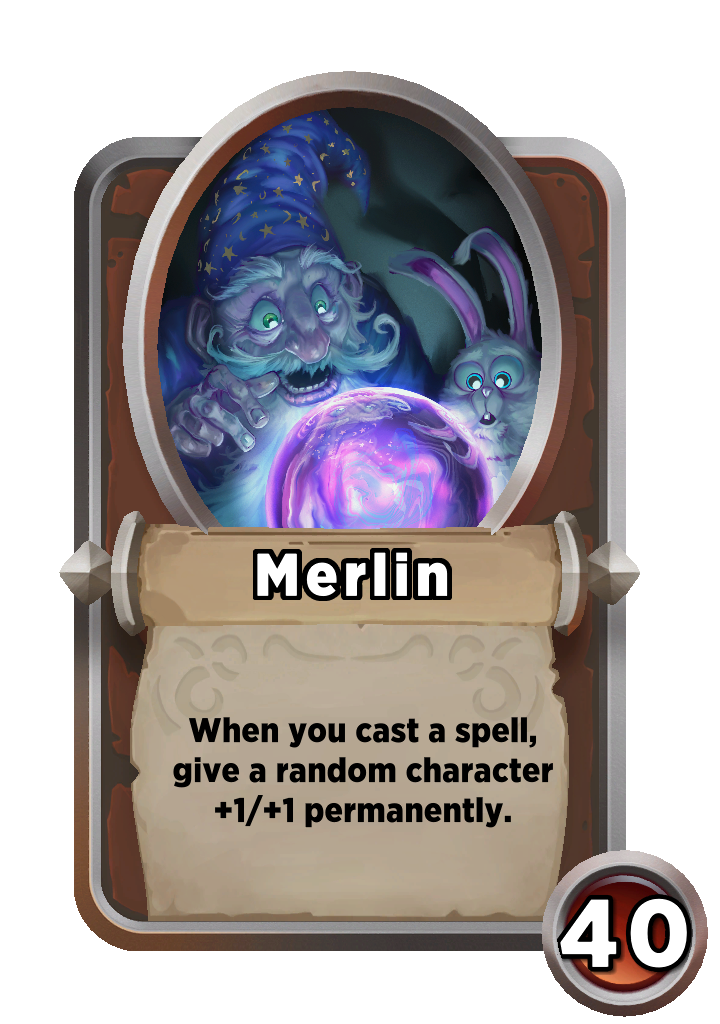 Merlin
When you cast a spell,
give a random character
+1/+1 permanently.
40